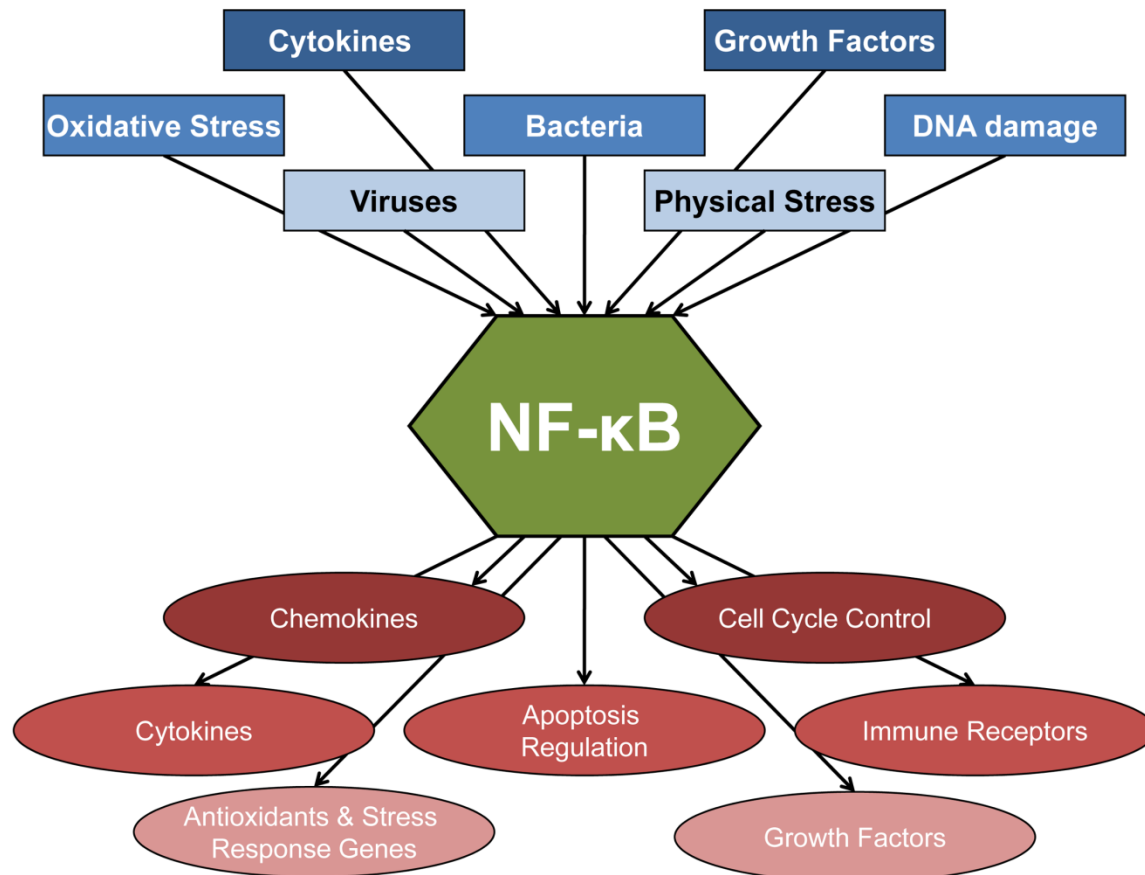 Cytokines
Growth Factors
Oxidative Stress
Bacteria
DNA damage
Viruses
Physical Stress
NF-κB
Chemokines
Cell Cycle Control
Cytokines
Apoptosis
Regulation
Immune Receptors
Antioxidants & Stress
Response Genes
Growth Factors